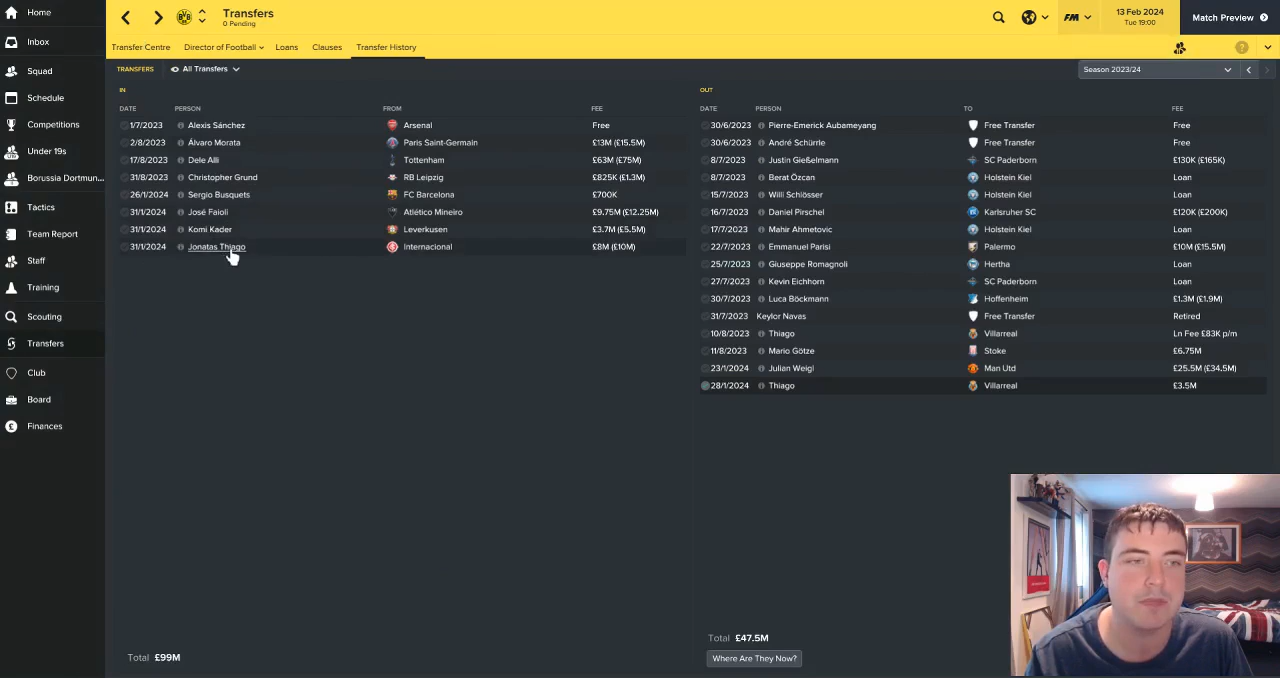 Home
Transfers
0 Pending
FM
13 Feb 2024
Tue 19:00
Match Preview
Inbox
Transfer Centre
Director of Football
Loans
Clauses
Transfer History
Squad
TRANSFERS
All Transfers
Season 2023/24
Schedule
Competitions
Under 19s
Borussia Dortmun...
Tactics
Team Report
Staff
Training
Scouting
Transfers
Club
Board
Finances
IN
DATE PERSON FROM FEE
1/7/2023 Alexis Sánchez Arsenal Free
2/8/2023 Álvaro Morata Paris Saint-Germain £13M (£15.5M)
17/8/2023 Dele Alli Tottenham £63M (£75M)
31/8/2023 Christopher Grund RB Leipzig £825K (£1.3M)
26/1/2024 Sergio Busquets FC Barcelona £700K
31/1/2024 José Faioli Atlético Mineiro £9.75M (£12.25M)
31/1/2024 Komi Kader Leverkusen £3.7M (£5.5M)
31/1/2024 Jonatas Thiago Internacional £8M (£10M)
Total £99M
OUT
DATE PERSON TO FEE
30/6/2023 Pierre-Emerick Aubameyang Free Transfer Free
30/6/2023 André Schürrle Free Transfer Free
8/7/2023 Justin Gießelmann SC Paderborn £130K (£165K)
8/7/2023 Berat Özcan Holstein Kiel Loan
15/7/2023 Willi Schlösser Holstein Kiel Loan
16/7/2023 Daniel Pirschel Karlsruher SC £120K (£200K)
17/7/2023 Mahir Ahmetovic Holstein Kiel Loan
22/7/2023 Emmanuel Parisi Palermo £10M (£15.5M)
25/7/2023 Giuseppe Romagnoli Hertha Loan
27/7/2023 Kevin Eichhorn SC Paderborn Loan
30/7/2023 Luca Böckmann Hoffenheim £1.3M (£1.9M)
31/7/2023 Keylor Navas Free Transfer Retired
10/8/2023 Thiago Villarreal Ln Fee £83K p/m
11/8/2023 Mario Götze Stoke £6.75M
23/1/2024 Julian Weigl Man Utd £25.5M (£34.5M)
28/1/2024 Thiago Villarreal £3.5M
Total £47.5M
Where Are They Now?